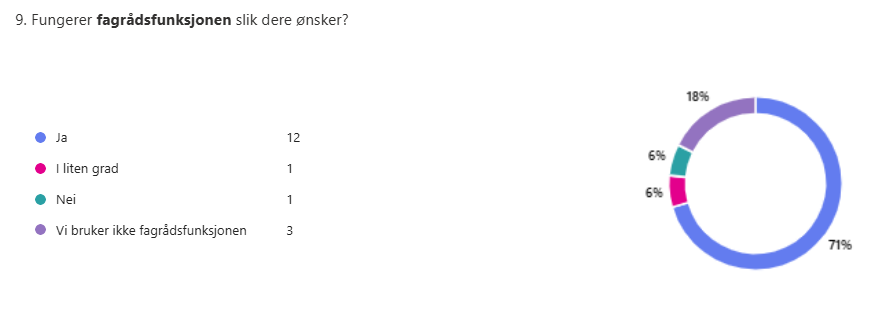 9. Fungerer fagrådsfunksjonen slik dere ønsker?
Ja 12
I liten grad 1
Nei 1
Vi bruker ikke fagrådsfunksjonen 3
18%
6%
6%
71%